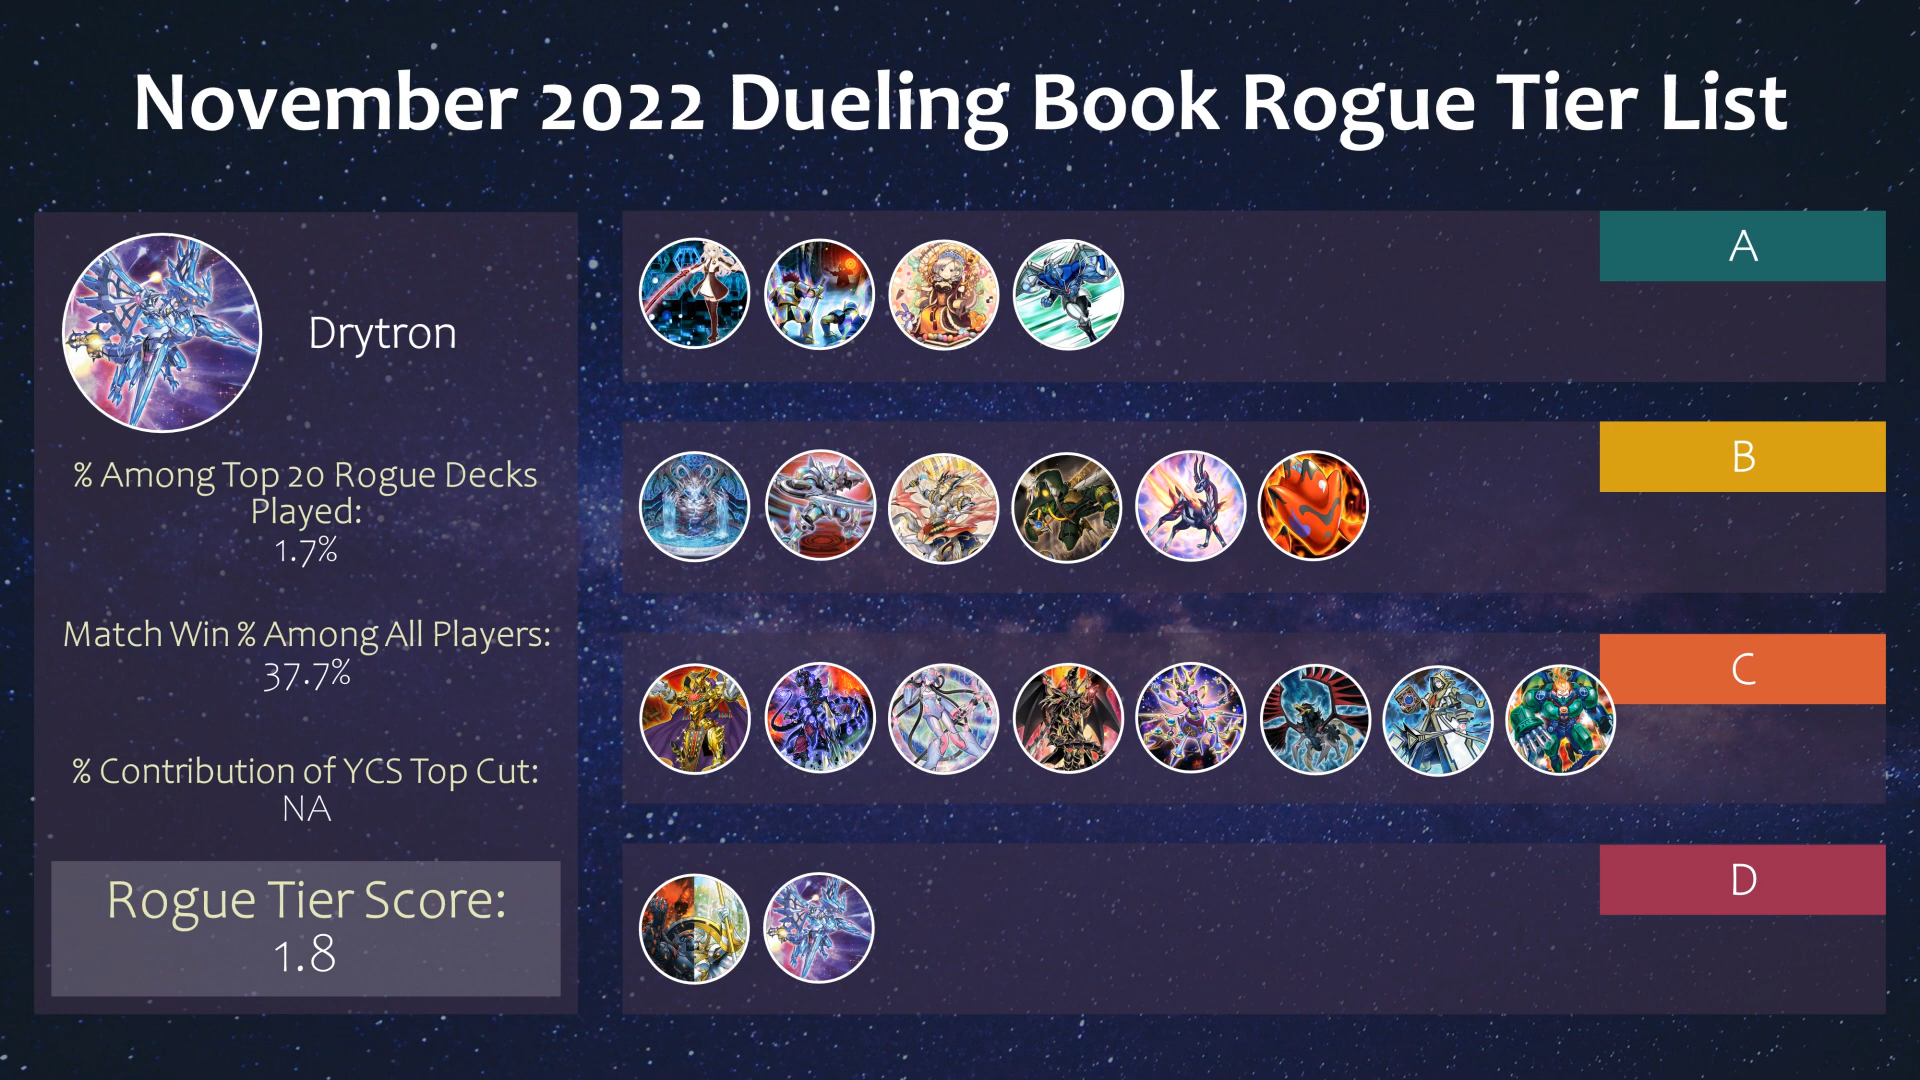 November 2022 Dueling Book Rogue Tier List
Drytron
% Among Top 20 Rogue Decks
Played:
1.7%
Match Win % Among All Players:
37.7%
% Contribution of YCS Top Cut:
NA
Rogue Tier Score:
1.8
A
B
C
D